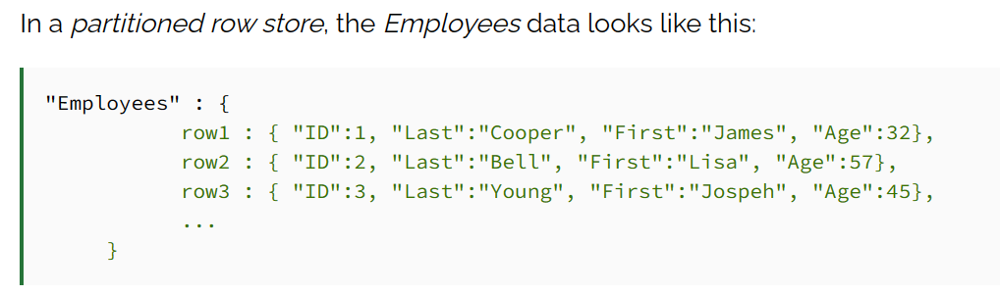 In a partitioned row store, the Employees data looks like this:
"Employees" : {
row1 : { "ID":1, "Last":"Cooper", "First":"James", "Age":32},
row2 : { "ID":2, "Last":"Bell", "First":"Lisa", "Age":57},
row3 : { "ID":3, "Last":"Young", "First":"Jospeh", "Age":45},
...
}